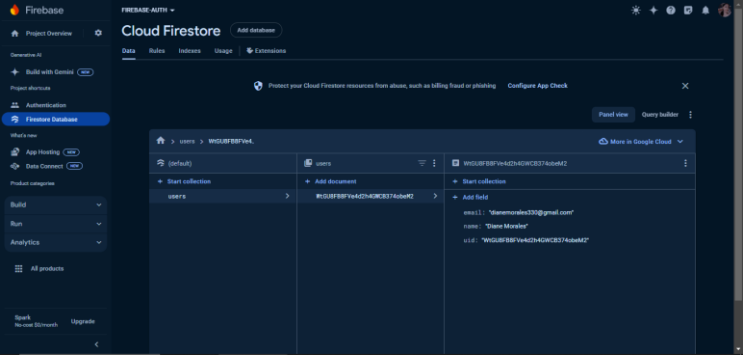 Firebase
FIREBASE-AUTH
Project Overview
Cloud Firestore
Add database
Generative AI
Data
Rules
Indexes
Usage
Extensions
Build with Gemini
NEW
Project shortcuts
Protect your Cloud Firestore resources from abuse, such as billing fraud or phishing
Configure App Check
Authentication
Firestore Database
Panel view
Query builder
What's new
users
WtGU8FB8FVe4.
More in Google Cloud
App Hosting
NEW
Data Connect
NEW
(default)
users
WtGU8FB8FVe4d2h4GWCB374obeM2
Product categories
Start collection
Add document
Start collection
users
WtGU8FB8FVe4d2h4GWCB374obeM2
Add field
Build
email: "dianemorales330@gmail.com"
Run
name: "Diane Morales"
Analytics
uid: "WtGU8FB8FVe4d2h4GWCB374obeM2"
All products
Spark
No-cost $0/month
Upgrade